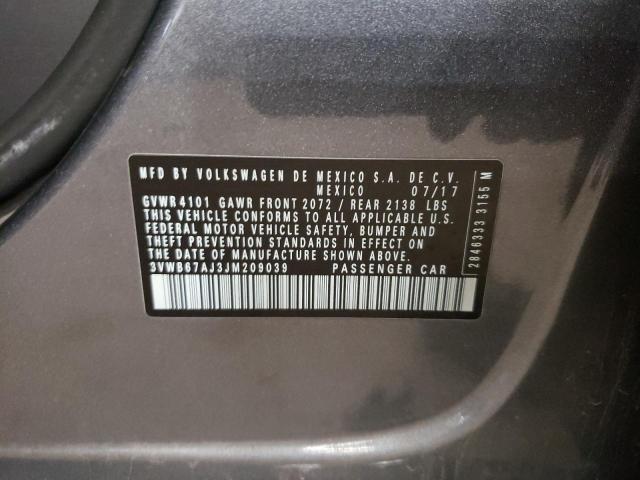 MFD BY VOLKSWAGEN DE MEXICO S.A. DE C.V.
MEXICO 07/17
GVWR 4101 GAWR FRONT 2072 / REAR 2138 LBS
THIS VEHICLE CONFORMS TO ALL APPLICABLE U.S.
FEDERAL MOTOR VEHICLE SAFETY, BUMPER AND
THEFT PREVENTION STANDARDS IN EFFECT ON
THE DATE OF MANUFACTURE SHOWN ABOVE.
3VWB67AJ3JM209039 PASSENGER CAR
2846333 3155 M